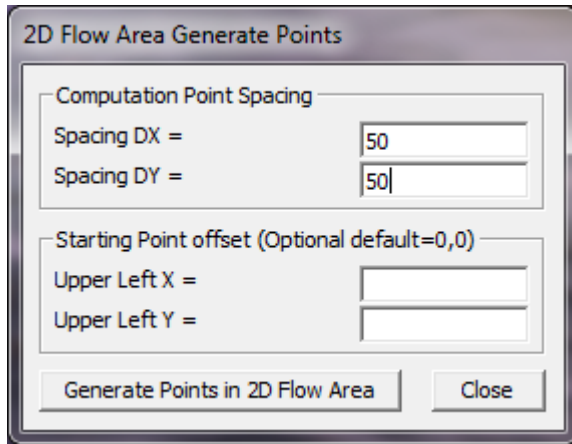 2D Flow Area Generate Points
Computation Point Spacing
Spacing DX = 50
Spacing DY = 50
Starting Point offset (Optional default=0,0)
Upper Left X =
Upper Left Y =
Generate Points in 2D Flow Area Close